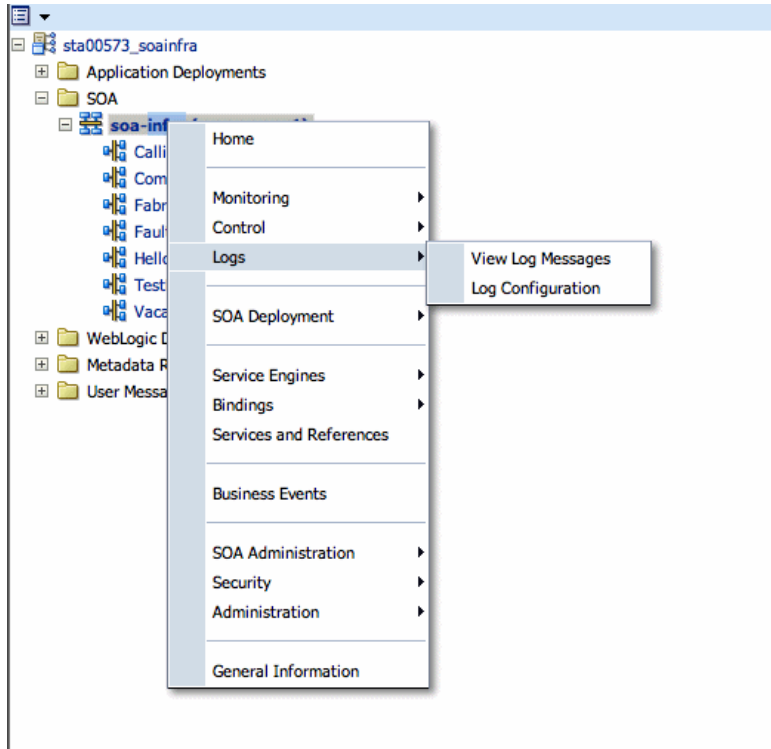 sta00573_soainfra
Application Deployments
SOA
soa-inf
Home
Calli
Com
Monitoring
Fabr
Control
Faul
Logs
View Log Messages
Hello
Log Configuration
Test
Vaca
SOA Deployment
WebLogic D
Metadata R
Service Engines
User Messa
Bindings
Services and References
Business Events
SOA Administration
Security
Administration
General Information